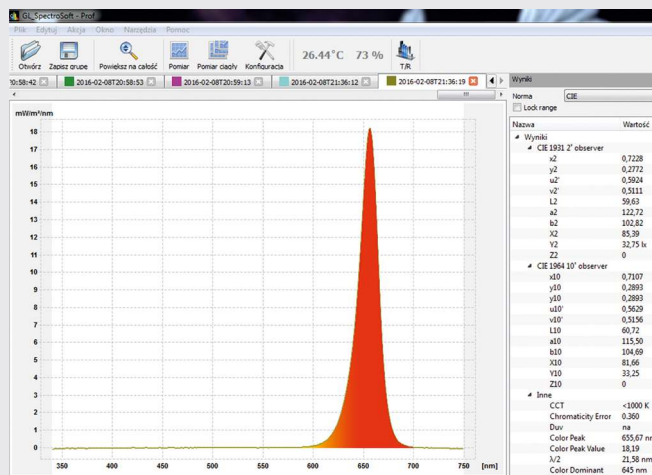 GL_SpectroSoft - Prof
Plik Edytuj Akcja Okno Narzędzia Pomoc
Otwórz Zapisz grupe Powieksz na całość Pomiar Pomiar ciągły Konfiguracja 26.44°C 73 % T/R
0:58:42 2016-02-08T20:58:53 2016-02-08T20:59:13 2016-02-08T21:36:12 2016-02-08T21:36:19
Wyniki
Norma CIE
Lock range
Nazwa Wartość
Wyniki
CIE 1931 2˚ observer
x2 0,7228
y2 0,2772
u2' 0,5924
v2' 0,5111
L2 59,63
a2 122,72
b2 102,82
X2 85,39
Y2 32,75 lx
Z2 0
CIE 1964 10˚ observer
x10 0,7107
y10 0,2893
y10 0,2893
u10' 0,5629
v10' 0,5156
L10 60,72
a10 115,50
b10 104,69
X10 81,66
Y10 33,25
Z10 0
Inne
CCT <1000 K
Chromaticity Error 0.360
Duv na
Color Peak 655,67 nm
Color Peak Value 18,19
λ/2 21,58 nm
Color Dominant 645 nm
mW/m²/nm
18
17
16
15
14
13
12
11
10
9
8
7
6
5
4
3
2
1
0
350 400 450 500 550 600 650 700 750 [nm]